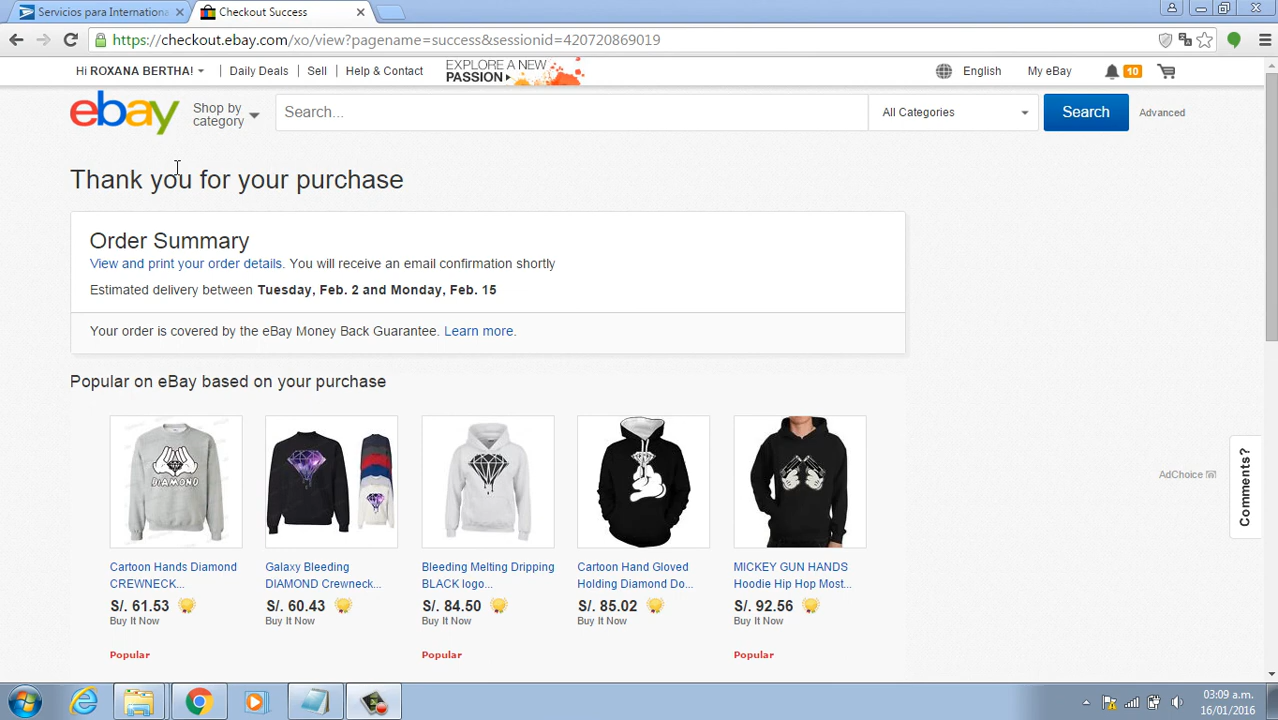 Servicios para Internationa
Checkout Success
https://checkout.ebay.com/xo/view?pagename=success&sessionid=420720869019
Hi ROXANA BERTHA!
Daily Deals
Sell
Help & Contact
EXPLORE A NEW
PASSION
English
My eBay
10
ebay
Shop by
category
Search...
All Categories
Search
Advanced
Thank you for your purchase
Order Summary
View and print your order details. You will receive an email confirmation shortly
Estimated delivery between Tuesday, Feb. 2 and Monday, Feb. 15
Your order is covered by the eBay Money Back Guarantee. Learn more.
Popular on eBay based on your purchase
DIAMOND
AdChoice
Comments?
Cartoon Hands Diamond
CREWNECK...
S/. 61.53
Buy It Now
Popular
Galaxy Bleeding
DIAMOND Crewneck...
S/. 60.43
Buy It Now
Bleeding Melting Dripping
BLACK logo...
S/. 84.50
Buy It Now
Popular
Cartoon Hand Gloved
Holding Diamond Do...
S/. 85.02
Buy It Now
MICKEY GUN HANDS
Hoodie Hip Hop Most...
S/. 92.56
Buy It Now
Popular
03:09 a.m.
16/01/2016